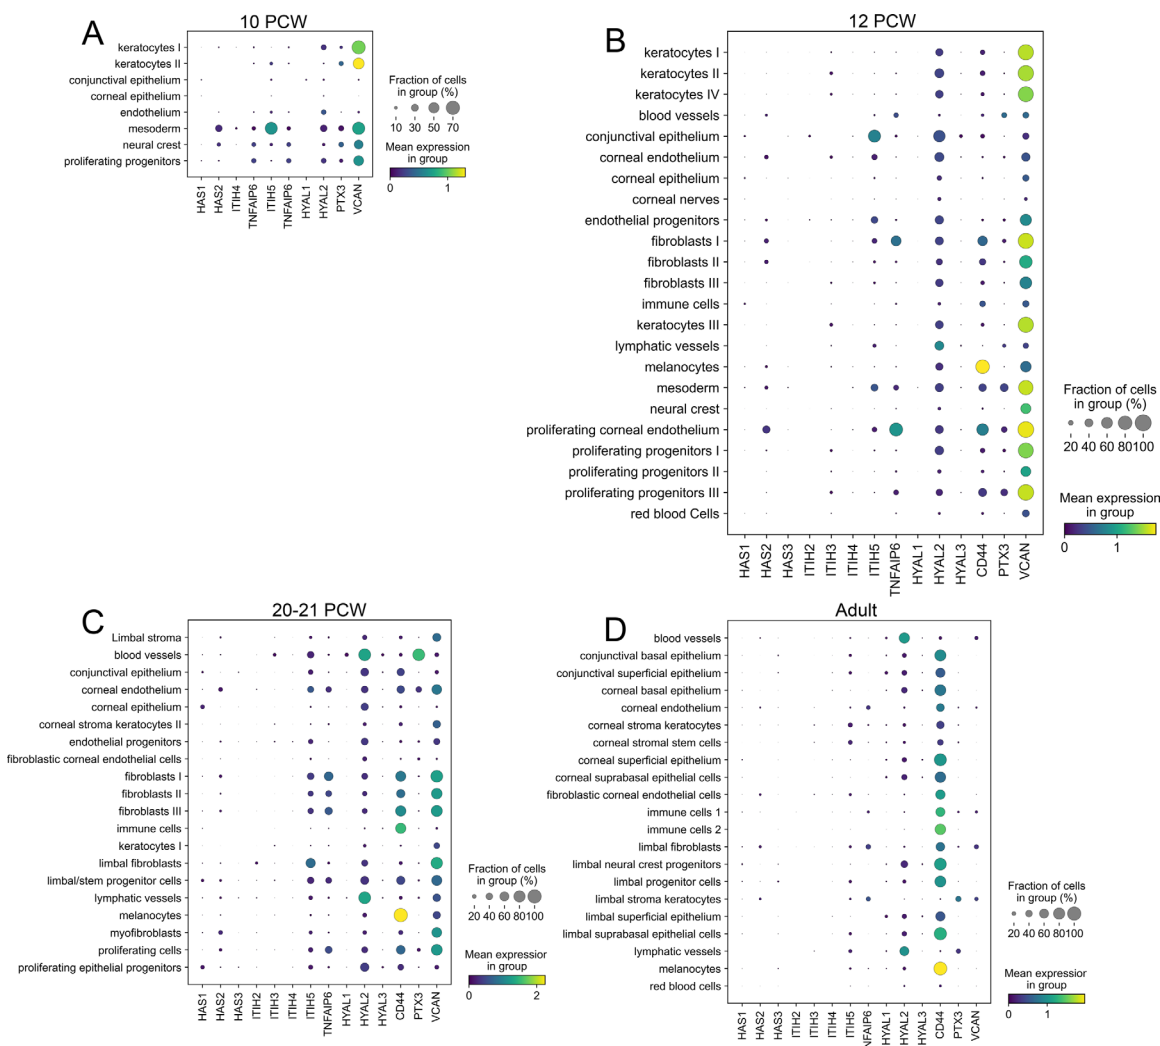 A
10 PCW
keratocytes I
keratocytes II
conjunctival epithelium
corneal epithelium
endothelium
mesoderm
neural crest
proliferating progenitors
HAS1
HAS2
ITIH4
TNFAIP6
ITIH5
TNFAIP6
HYAL1
HYAL2
PTX3
VCAN
Fraction of cells
in group (%)
10 30 50 70
Mean expression
in group
0 1
B
12 PCW
keratocytes I
keratocytes II
keratocytes IV
blood vessels
conjunctival epithelium
corneal endothelium
corneal epithelium
corneal nerves
endothelial progenitors
fibroblasts I
fibroblasts II
fibroblasts III
immune cells
keratocytes III
lymphatic vessels
melanocytes
mesoderm
neural crest
proliferating corneal endothelium
proliferating progenitors I
proliferating progenitors II
proliferating progenitors III
red blood Cells
HAS1
HAS2
HAS3
ITIH2
ITIH3
ITIH4
ITIH5
TNFAIP6
HYAL1
HYAL2
HYAL3
CD44
PTX3
VCAN
Fraction of cells
in group (%)
20 40 60 80 100
Mean expression
in group
0 1
C
20-21 PCW
Limbal stroma
blood vessels
conjunctival epithelium
corneal endothelium
corneal epithelium
corneal stroma keratocytes II
endothelial progenitors
fibroblastic corneal endothelial cells
fibroblasts I
fibroblasts II
fibroblasts III
immune cells
keratocytes I
limbal fibroblasts
limbal/stem progenitor cells
lymphatic vessels
melanocytes
myofibroblasts
proliferating cells
proliferating epithelial progenitors
HAS1
HAS2
HAS3
ITIH2
ITIH3
ITIH4
ITIH5
TNFAIP6
HYAL1
HYAL2
HYAL3
CD44
PTX3
VCAN
Fraction of cells
in group (%)
20 40 60 80 100
Mean expression
in group
0 1 2
D
Adult
blood vessels
conjunctival basal epithelium
conjunctival superficial epithelium
corneal basal epithelium
corneal endothelium
corneal stroma keratocytes
corneal stromal stem cells
corneal superficial epithelium
corneal suprabasal epithelial cells
fibroblastic corneal endothelial cells
immune cells 1
immune cells 2
limbal fibroblasts
limbal neural crest progenitors
limbal progenitor cells
limbal stroma keratocytes
limbal superficial epithelium
limbal suprabasal epithelial cells
lymphatic vessels
melanocytes
red blood cells
HAS1
HAS2
HAS3
ITIH2
ITIH3
ITIH4
ITIH5
NFAIP6
HYAL1
HYAL2
HYAL3
CD44
PTX3
VCAN
Fraction of cells
in group (%)
20 40 60 80 100
Mean expression
in group
0 1